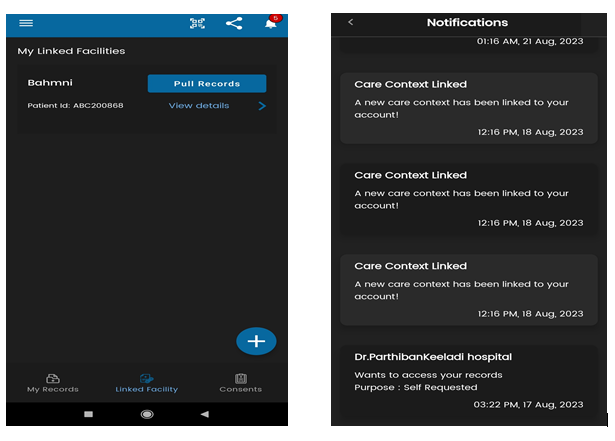 5
My Linked Facilities
Bahmni
Pull Records
Patient Id: ABC200868
View details
My Records
Linked Facility
Consents
Notifications
01:16 AM, 21 Aug, 2023
Care Context Linked
A new care context has been linked to your
account!
12:16 PM, 18 Aug, 2023
Care Context Linked
A new care context has been linked to your
account!
12:16 PM, 18 Aug, 2023
Care Context Linked
A new care context has been linked to your
account!
12:16 PM, 18 Aug, 2023
Dr.ParthibanKeeladi hospital
Wants to access your records
Purpose : Self Requested
03:22 PM, 17 Aug, 2023